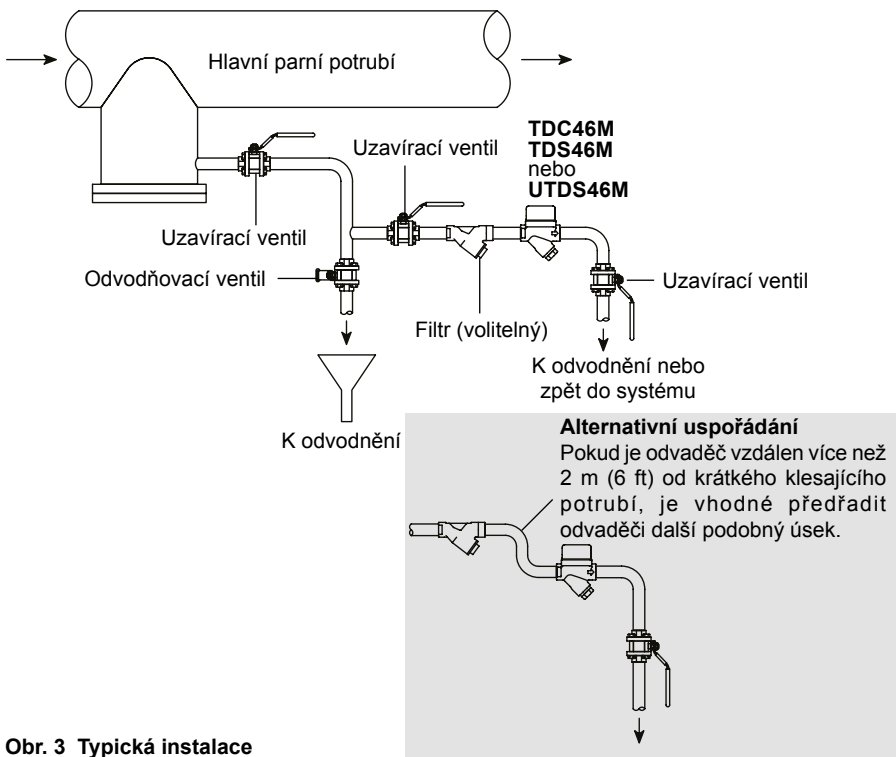 Hlavní parní potrubí
TDC46M
TDS46M
nebo
UTDS46M
Uzavírací ventil
Uzavírací ventil
Odvodňovací ventil
Uzavírací ventil
Filtr (volitelný)
K odvodnění nebo
zpět do systému
K odvodnění
Alternativní uspořádání
Pokud je odvaděč vzdálen více než
2 m (6 ft) od krátkého klesajícího
potrubí, je vhodné předřadit
odvaděči další podobný úsek.
Obr. 3 Typická instalace